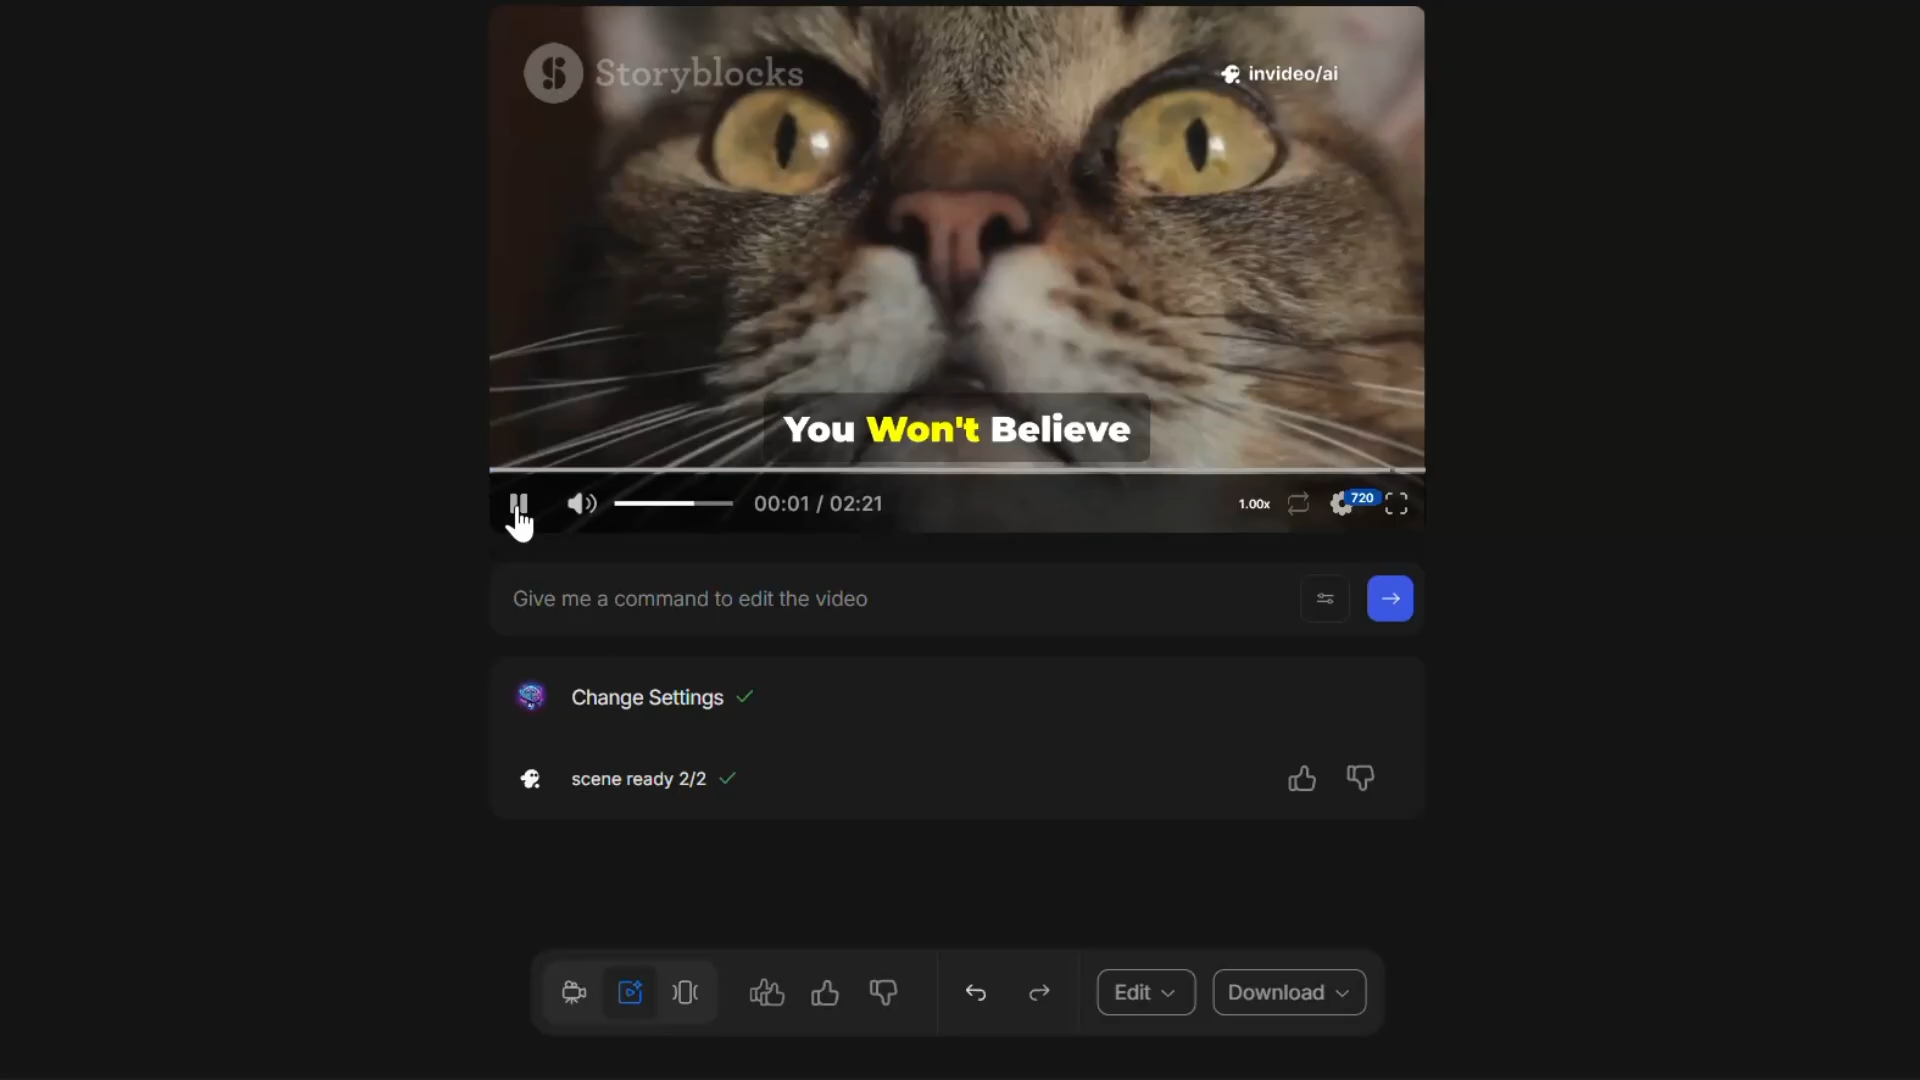 Storyblocks
invideo/ai
You Won't Believe
00:01 / 02:21
1.00x
720
Give me a command to edit the video
Change Settings
scene ready 2/2
Edit
Download